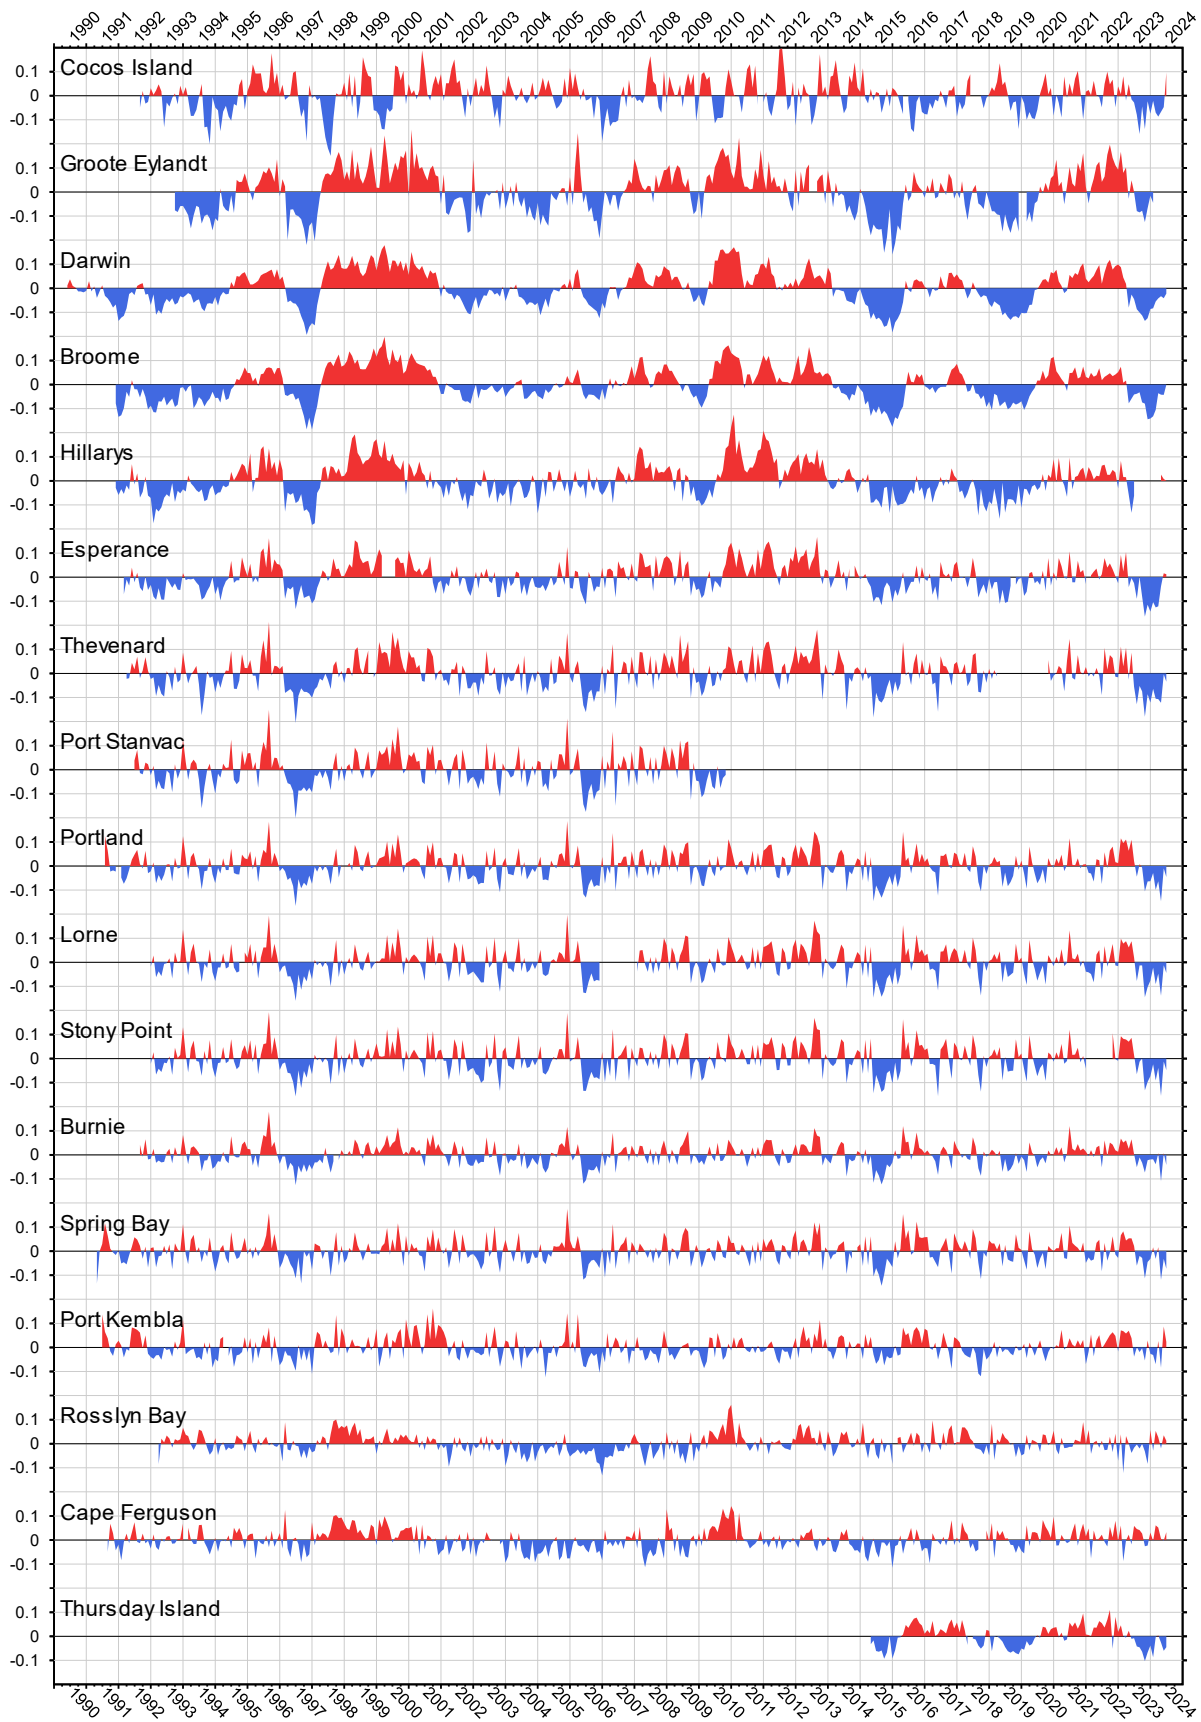 1990 1991 1992 1993 1994 1995 1996 1997 1998 1999 2000 2001 2002 2003 2004 2005 2006 2007 2008 2009 2010 2011 2012 2013 2014 2015 2016 2017 2018 2019 2020 2021 2022 2023 2024
Cocos Island
0.1
0
-0.1
Groote Eylandt
0.1
0
-0.1
Darwin
0.1
0
-0.1
Broome
0.1
0
-0.1
Hillarys
0.1
0
-0.1
Esperance
0.1
0
-0.1
Thevenard
0.1
0
-0.1
Port Stanvac
0.1
0
-0.1
Portland
0.1
0
-0.1
Lorne
0.1
0
-0.1
Stony Point
0.1
0
-0.1
Burnie
0.1
0
-0.1
Spring Bay
0.1
0
-0.1
Port Kembla
0.1
0
-0.1
Rosslyn Bay
0.1
0
-0.1
Cape Ferguson
0.1
0
-0.1
Thursday Island
0.1
0
-0.1
1990 1991 1992 1993 1994 1995 1996 1997 1998 1999 2000 2001 2002 2003 2004 2005 2006 2007 2008 2009 2010 2011 2012 2013 2014 2015 2016 2017 2018 2019 2020 2021 2022 2023 2024